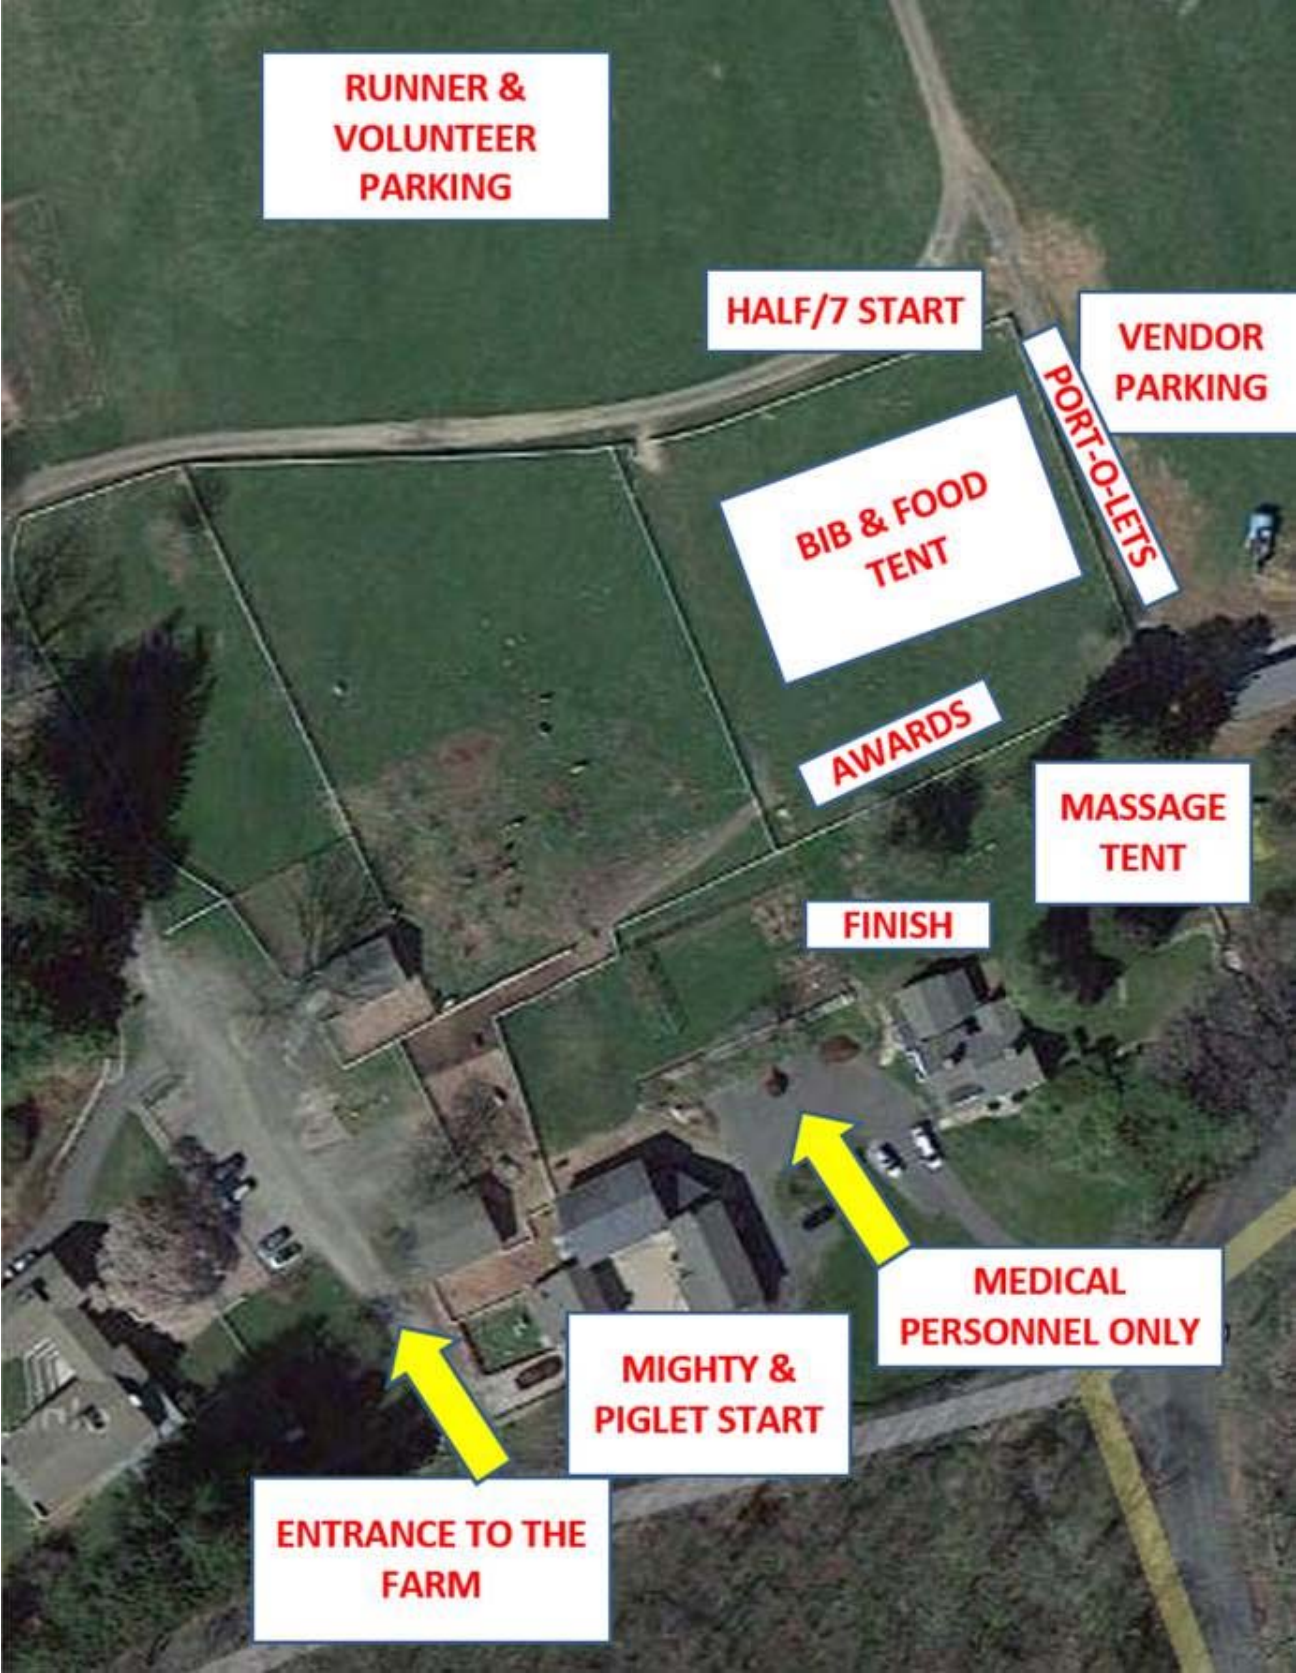 RUNNER &
VOLUNTEER
PARKING
HALF/7 START
VENDOR
PARKING
PORT-O-LETS
BIB & FOOD
TENT
AWARDS
MASSAGE
TENT
FINISH
MEDICAL
PERSONNEL ONLY
MIGHTY &
PIGLET START
ENTRANCE TO THE
FARM